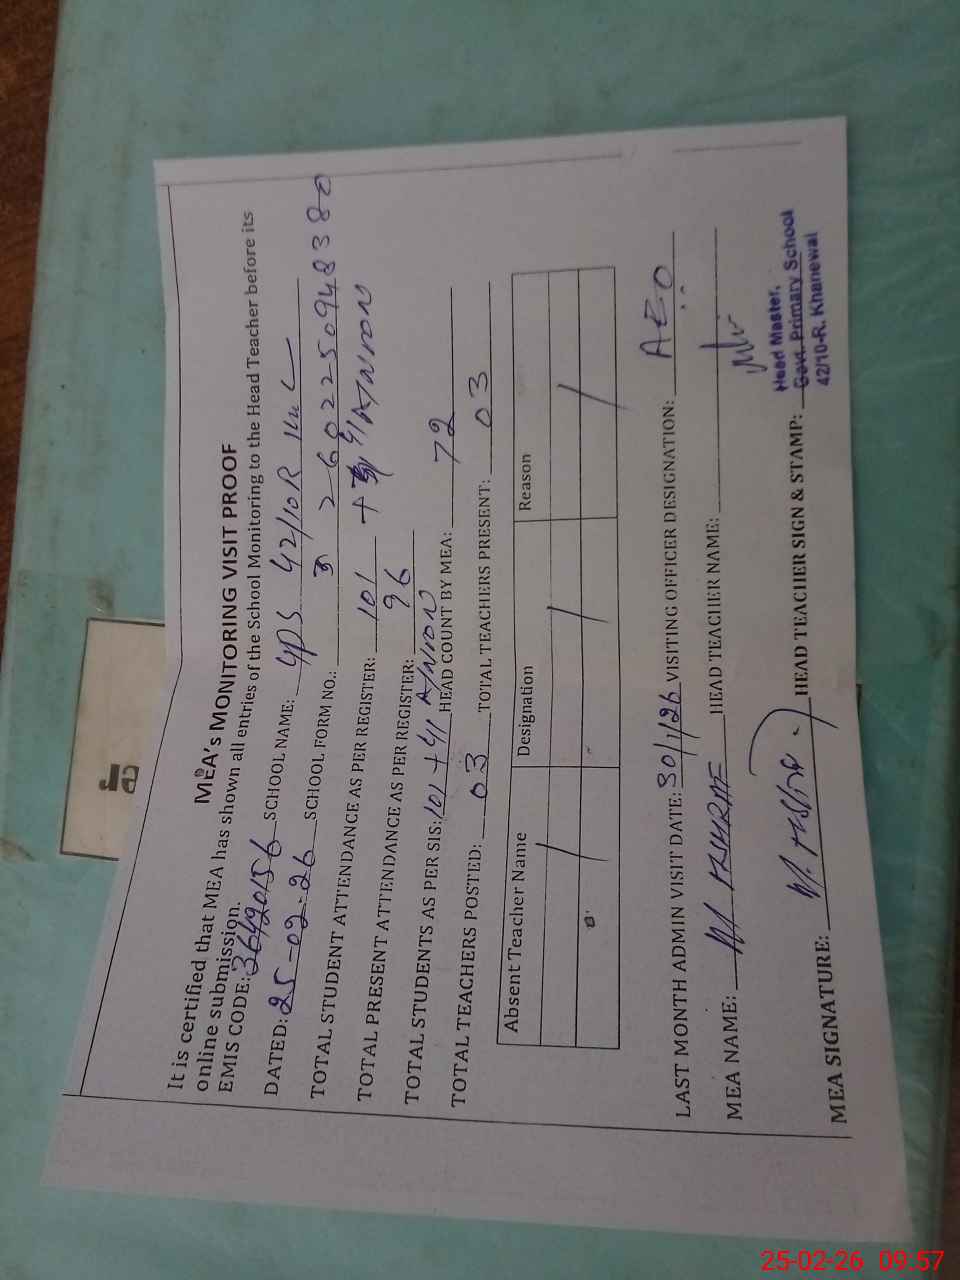 MEA's MONITORING VISIT PROOF
It is certified that MEA has shown all entries of the School Monitoring to the Head Teacher before its
online submission.
EMIS CODE: 36420156 SCHOOL NAME: GPS 42/10R
DATED: 25-02-26 SCHOOL FORM NO.: 260225094838
TOTAL STUDENT ATTENDANCE AS PER REGISTER: 101 + 41
TOTAL PRESENT ATTENDANCE AS PER REGISTER: 96
TOTAL STUDENTS AS PER SIS: 101 + 41 HEAD COUNT BY MEA: 72
TOTAL TEACHERS POSTED: 03 TOTAL TEACHERS PRESENT: 03
Absent Teacher Name Designation Reason
LAST MONTH ADMIN VISIT DATE: 30/1/26 VISITING OFFICER DESIGNATION: AEO
MEA NAME: HEAD TEACHER NAME:
MEA SIGNATURE: HEAD TEACHER SIGN & STAMP:
Head Master,
Govt. Primary School
42/10-R, Khanewal
25-02-26 09:57